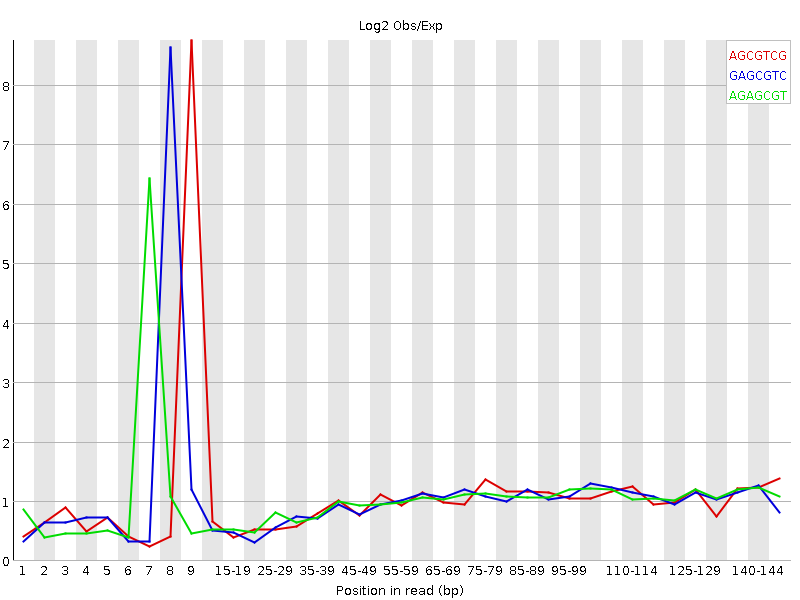 Log2 Obs/Exp
AGCGTCG
GAGCGTC
AGAGCGT
8
7
6
5
4
3
2
1
0
1 2 3 4 5 6 7 8 9 15-19 25-29 35-39 45-49 55-59 65-69 75-79 85-89 95-99 110-114 125-129 140-144
Position in read (bp)